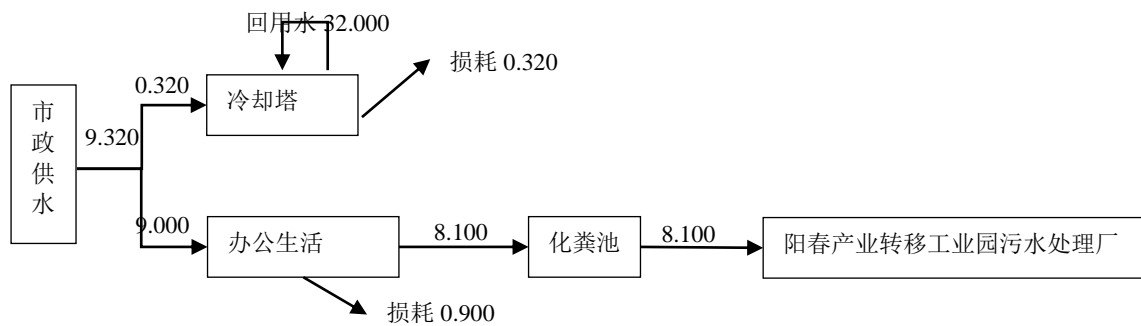 回用水 32.000
损耗 0.320
0.320
冷却塔
市政供水
9.320
9.000
办公生活
8.100
化粪池
8.100
阳春产业转移工业园污水处理厂
损耗 0.900